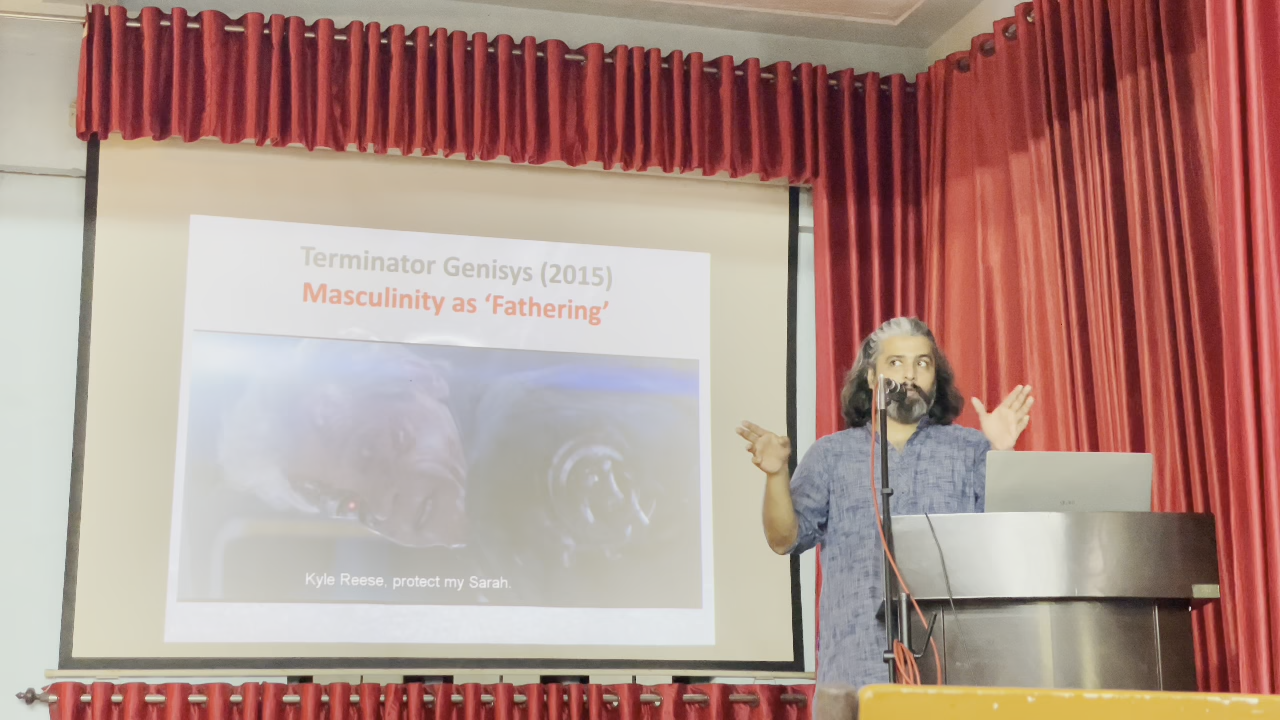 Terminator Genisys (2015)
Masculinity as ‘Fathering’
Kyle Reese, protect my Sarah.